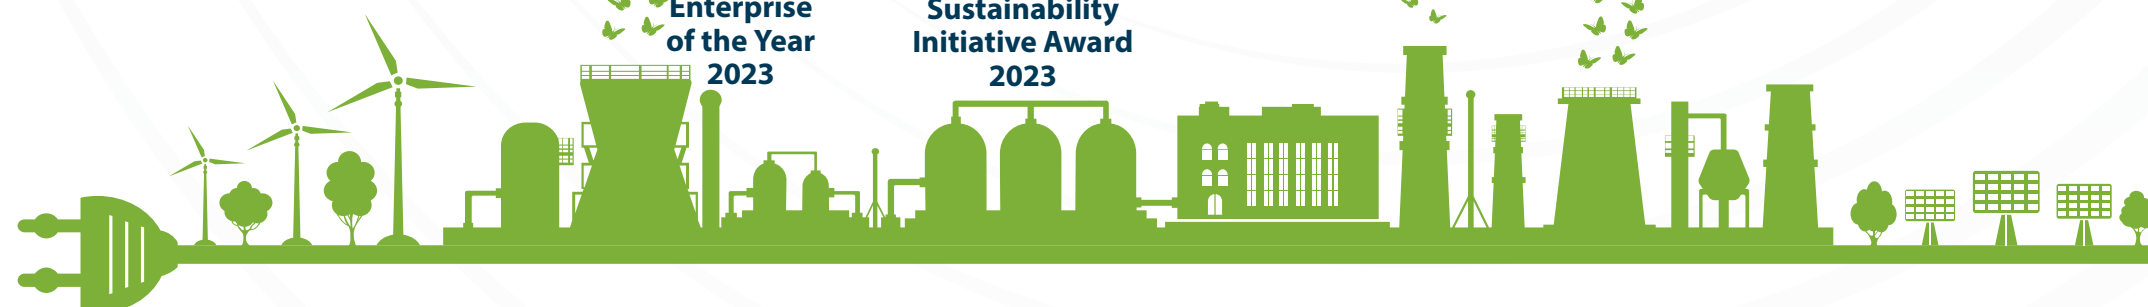 Enterprise
of the Year
2023
Sustainability
Initiative Award
2023